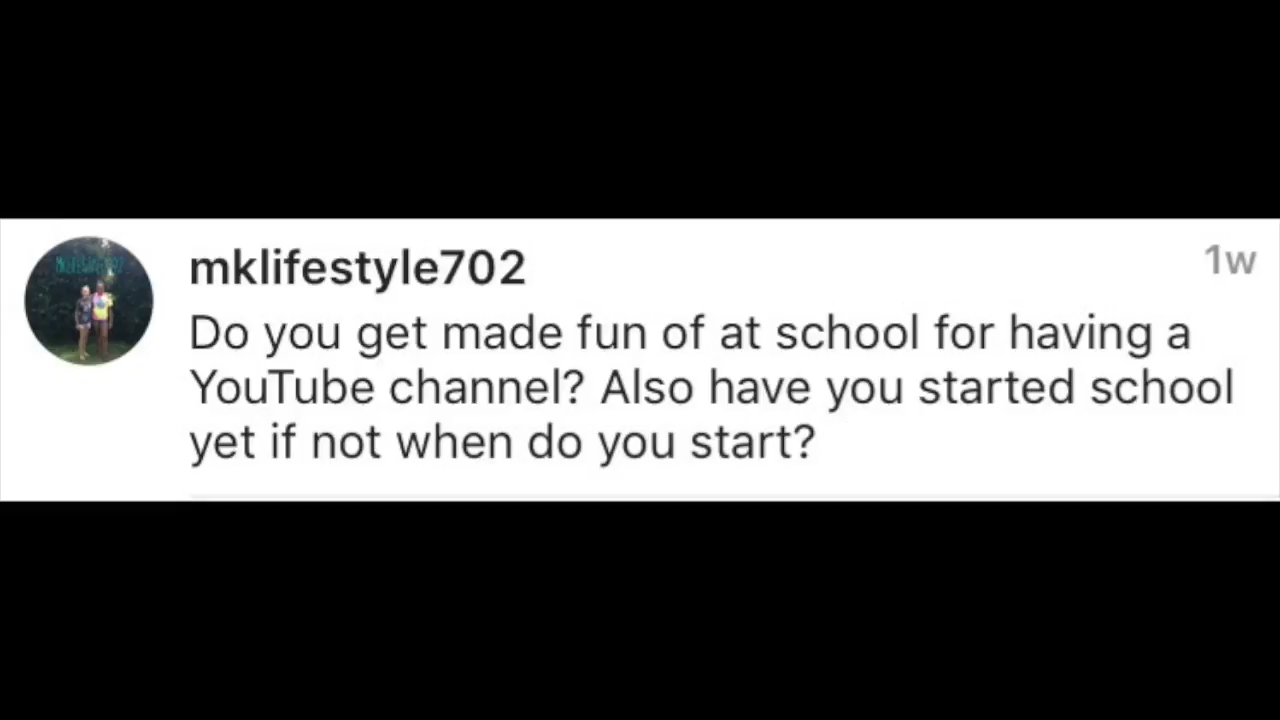 mklifestyle702
1w
Do you get made fun of at school for having a
YouTube channel? Also have you started school
yet if not when do you start?